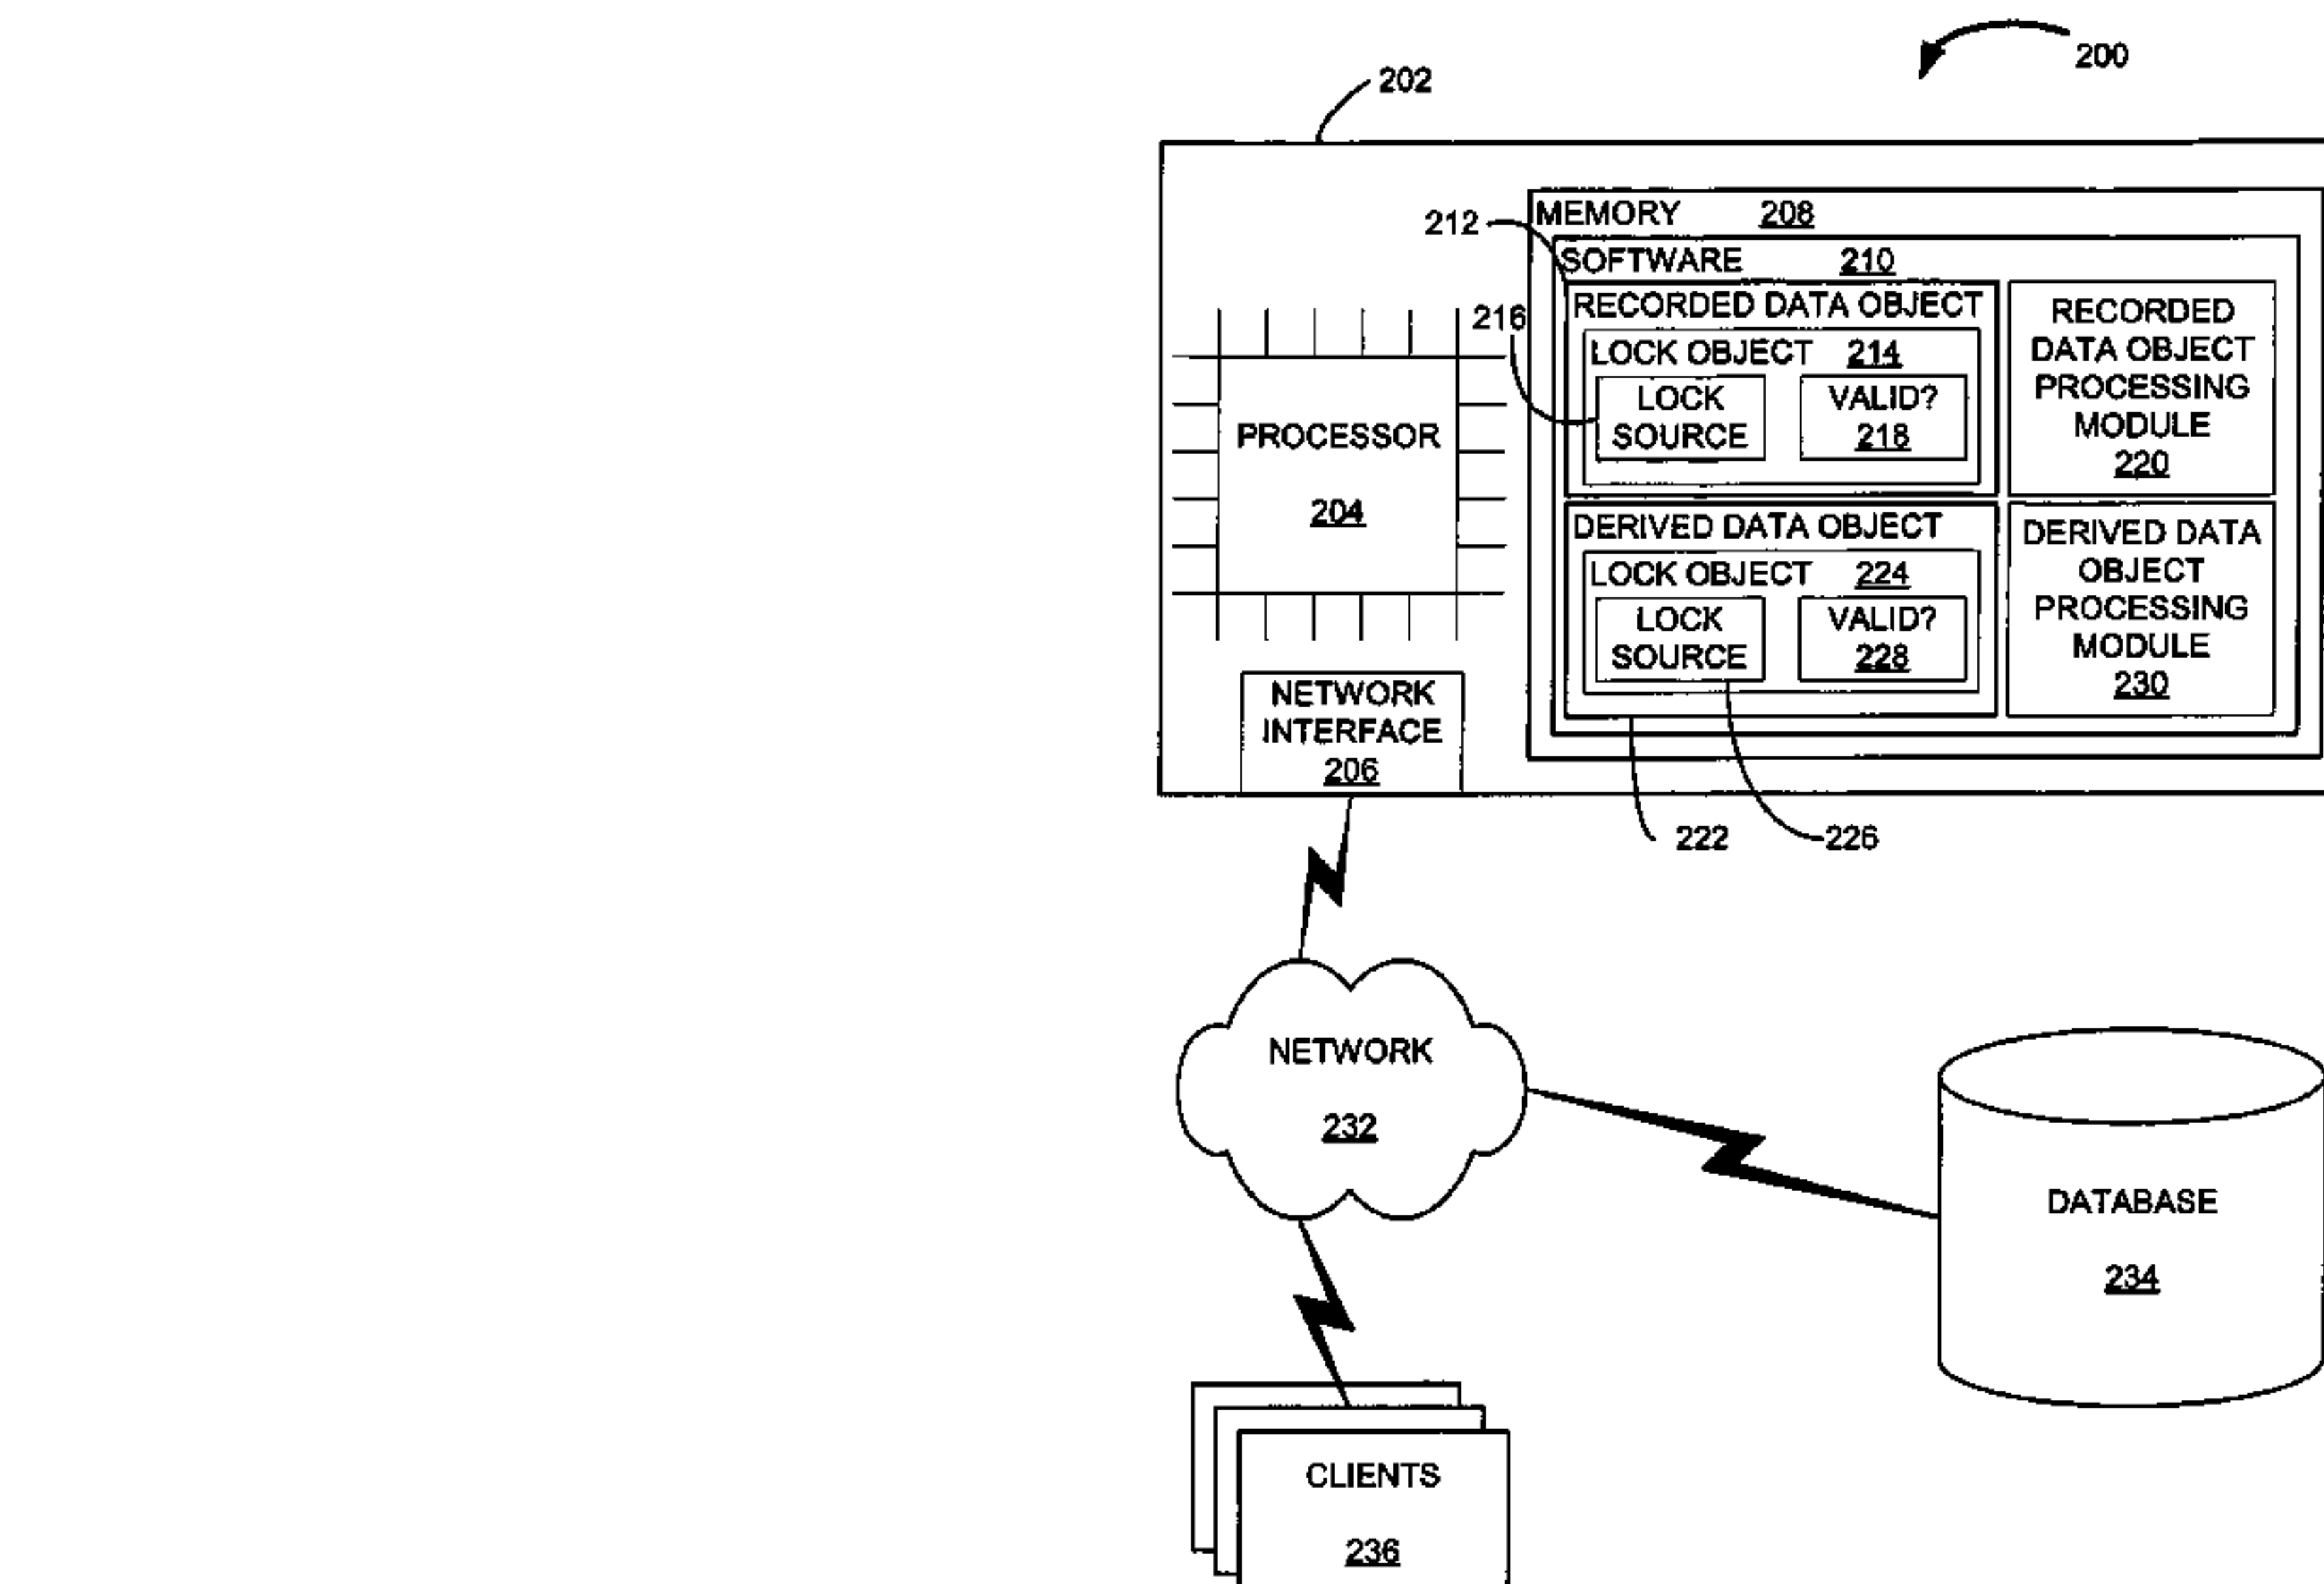 200
202
212
MEMORY 208
SOFTWARE 210
RECORDED DATA OBJECT
216
LOCK OBJECT 214
LOCK
SOURCE
VALID?
218
RECORDED
DATA OBJECT
PROCESSING
MODULE
220
PROCESSOR
204
DERIVED DATA OBJECT
LOCK OBJECT 224
LOCK
SOURCE
VALID?
228
DERIVED DATA
OBJECT
PROCESSING
MODULE
230
NETWORK
INTERFACE
206
222
226
NETWORK
232
DATABASE
234
CLIENTS
236